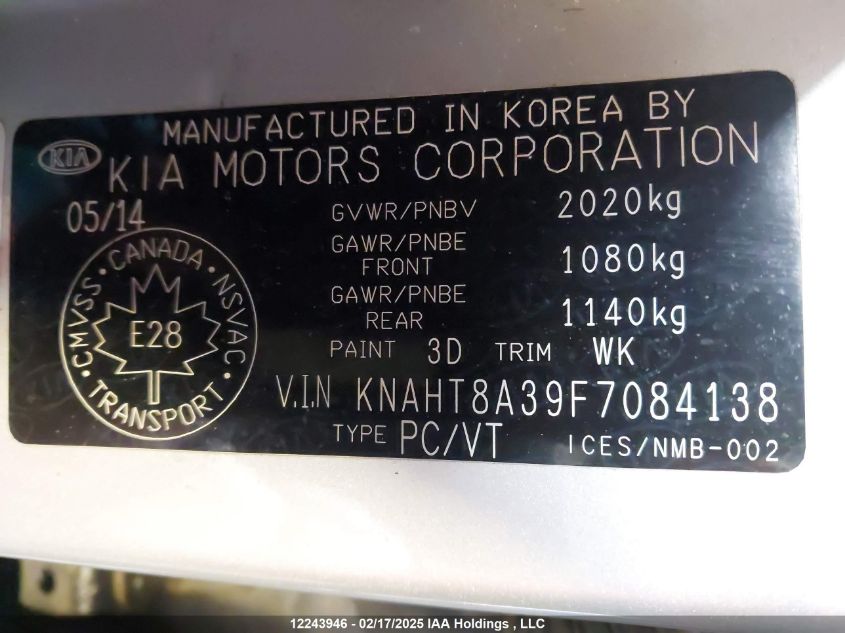 MANUFACTURED IN KOREA BY
KIA
KIA MOTORS CORPORATION
05/14
GVWR/PNBV 2020kg
GAWR/PNBE FRONT 1080kg
GAWR/PNBE REAR 1140kg
PAINT 3D TRIM WK
V.I.N KNAHT8A39F7084138
TYPE PC/VT ICES/NMB-002
CMVSS · CANADA · NSVAC · TRANSPORT ·
E28
12243946 - 02/17/2025 IAA Holdings , LLC